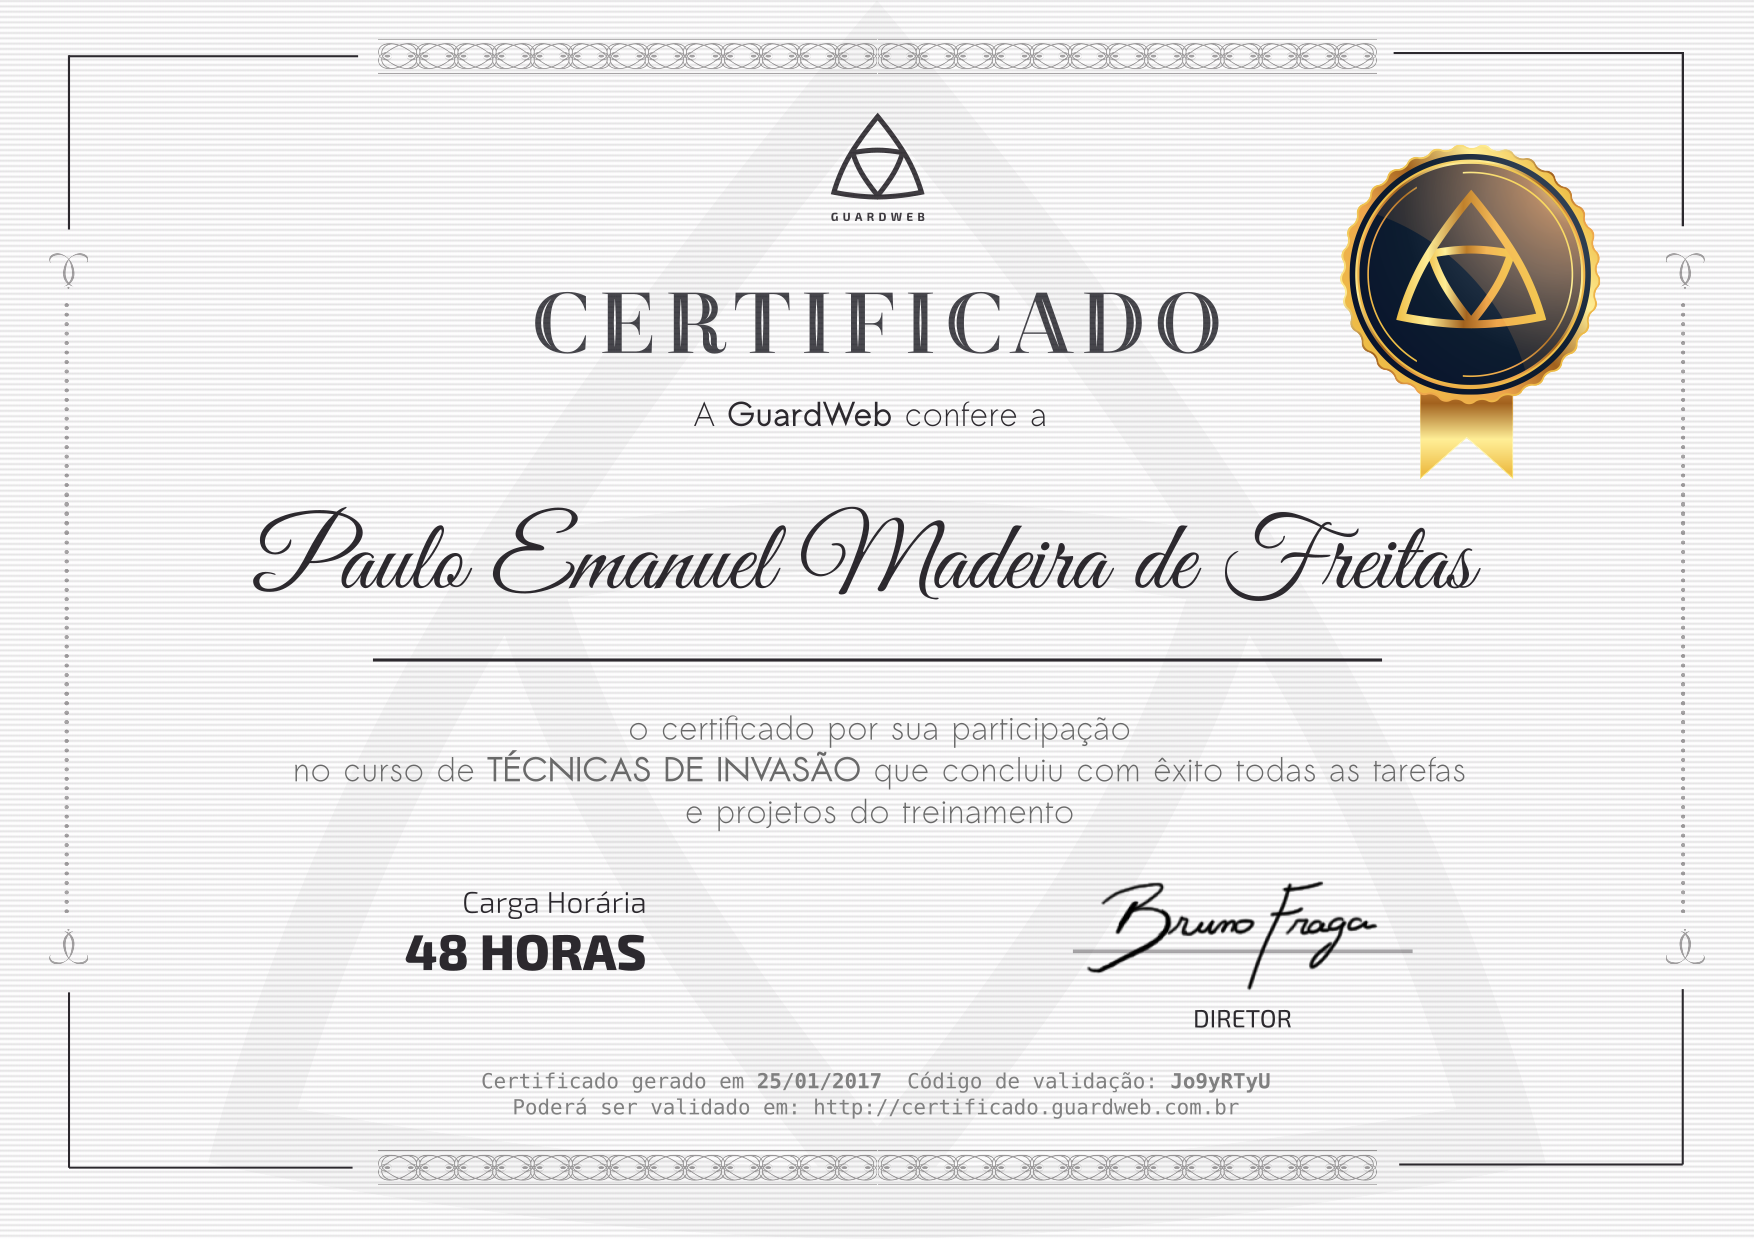 GUARDWEB
CERTIFICADO
A GuardWeb confere a
Paulo Emanuel Madeira de Freitas
o certificado por sua participação
no curso de TÉCNICAS DE INVASÃO que concluiu com êxito todas as tarefas
e projetos do treinamento
Carga Horária
48 HORAS
Bruno Fraga
DIRETOR
Certificado gerado em 25/01/2017 Código de validação: Jo9yRTyU
Poderá ser validado em: http://certificado.guardweb.com.br